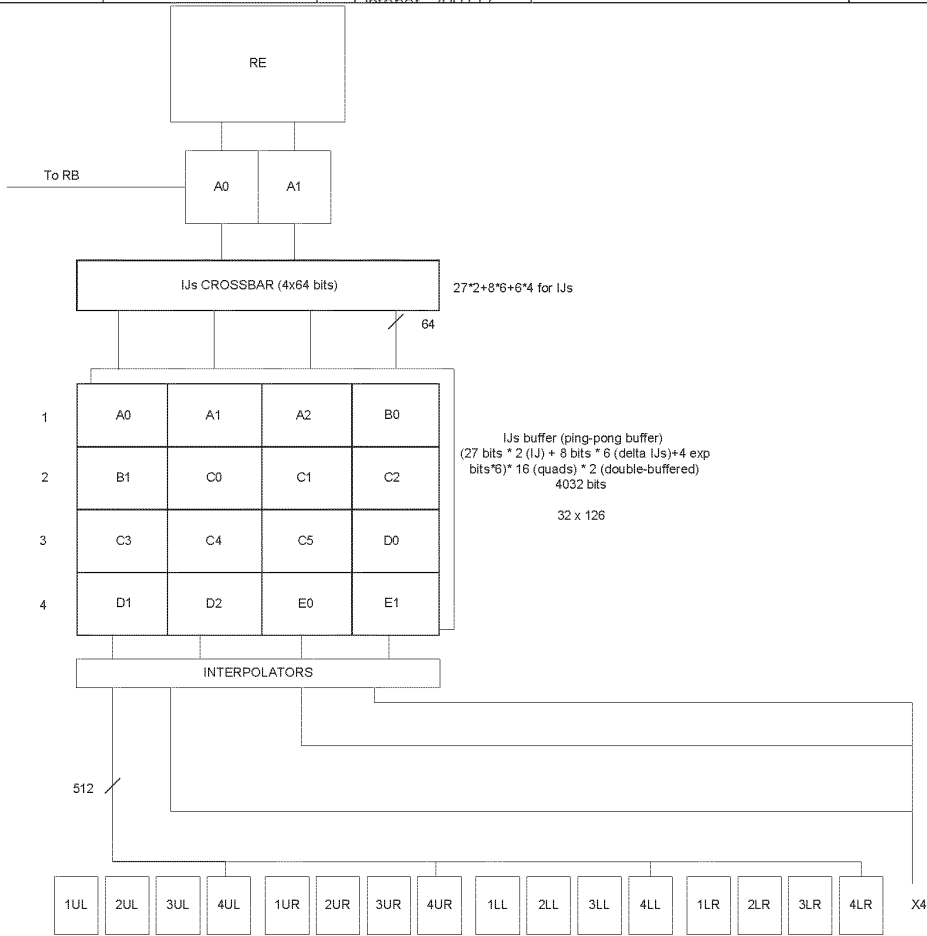 RE
To RB
A0 A1
IJs CROSSBAR (4x64 bits)
27*2+8*6+6*4 for IJs
64
1 A0 A1 A2 B0
2 B1 C0 C1 C2
3 C3 C4 C5 D0
4 D1 D2 E0 E1
IJs buffer (ping-pong buffer)
(27 bits * 2 (IJ) + 8 bits * 6 (delta IJs)+4 exp
bits*6)* 16 (quads) * 2 (double-buffered)
4032 bits
32 x 126
INTERPOLATORS
512
1UL 2UL 3UL 4UL 1UR 2UR 3UR 4UR 1LL 2LL 3LL 4LL 1LR 2LR 3LR 4LR X4